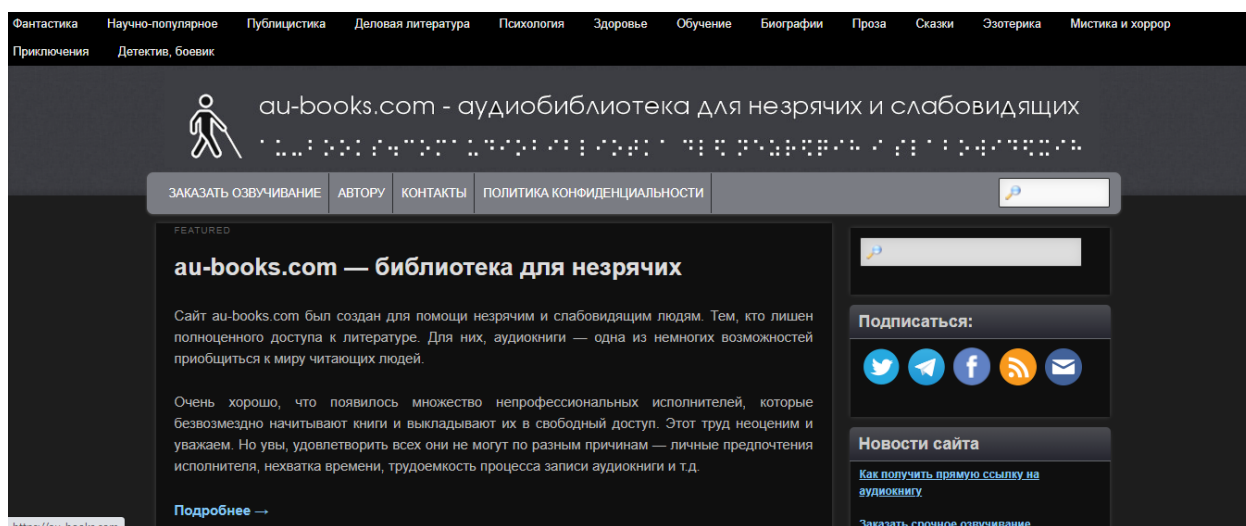 Фантастика Научно-популярное Публицистика Деловая литература Психология Здоровье Обучение Биографии Проза Сказки Эзотерика Мистика и хоррор
Приключения Детектив, боевик
au-books.com - аудиобиблиотека для незрячих и слабовидящих
ЗАКАЗАТЬ ОЗВУЧИВАНИЕ АВТОРУ КОНТАКТЫ ПОЛИТИКА КОНФИДЕНЦИАЛЬНОСТИ
FEATURED
au-books.com — библиотека для незрячих
Сайт au-books.com был создан для помощи незрячим и слабовидящим людям. Тем, кто лишен
полноценного доступа к литературе. Для них, аудиокниги — одна из немногих возможностей
приобщиться к миру читающих людей.
Очень хорошо, что появилось множество непрофессиональных исполнителей, которые
безвозмездно начитывают книги и выкладывают их в свободный доступ. Этот труд неоценим и
уважаем. Но увы, удовлетворить всех они не могут по разным причинам — личные предпочтения
исполнителя, нехватка времени, трудоемкость процесса записи аудиокниги и т.д.
Подробнее →
Подписаться:
Новости сайта
Как получить прямую ссылку на
аудиокнигу
Заказать срочное озвучивание